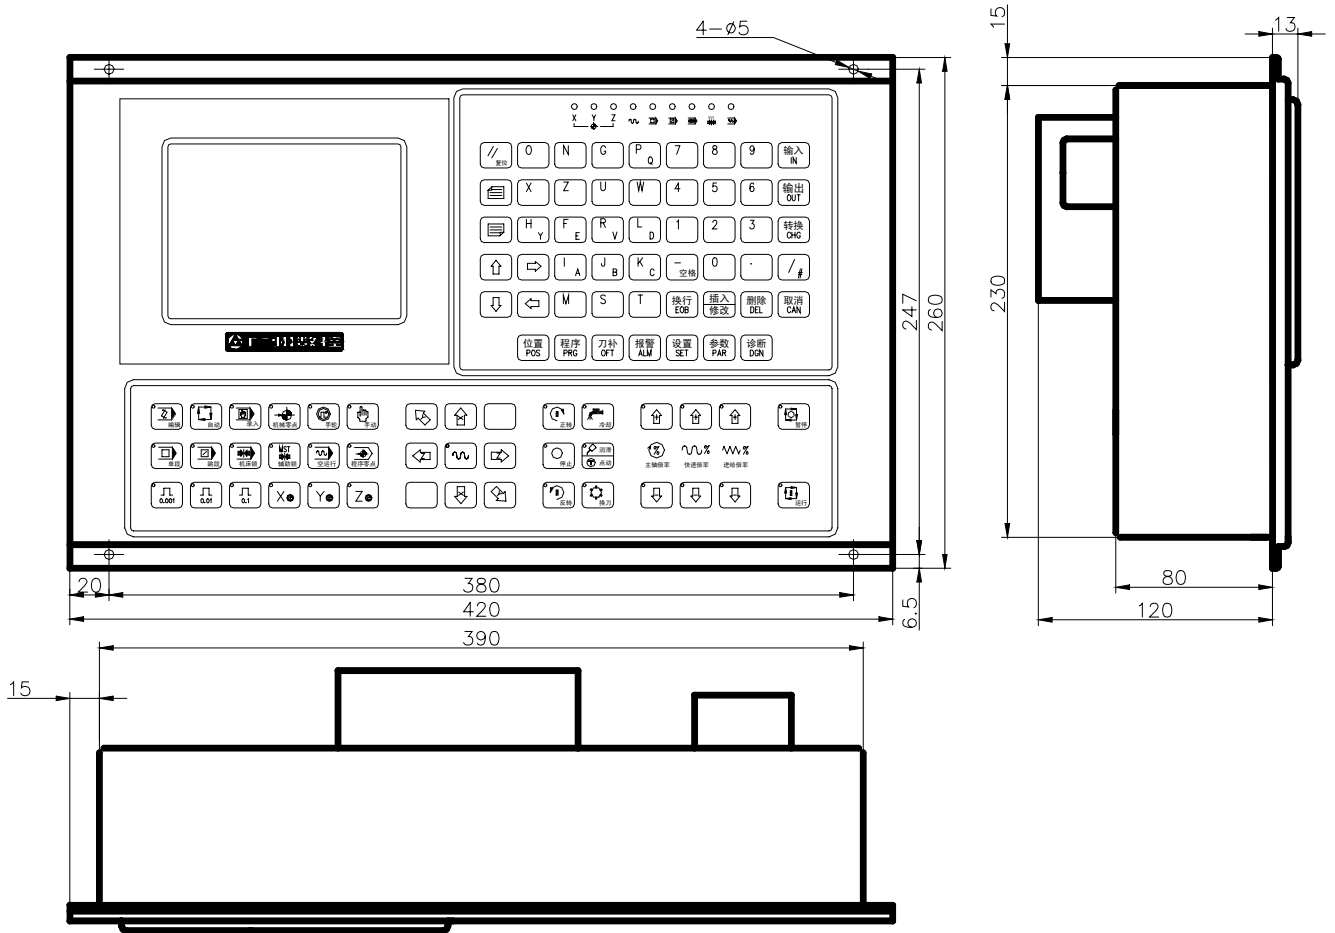 4-ø5
15
13
X Y Z
// 复位 O N G P Q 7 8 9 输入 IN
X Z U W 4 5 6 输出 OUT
H Y F E R V L D 1 2 3 转换 CHG
I A J B K C - 空格 0 . / #
M S T 换行 EOB 插入 修改 删除 DEL 取消 CAN
位置 POS 程序 PRG 刀补 OFT 报警 ALM 设置 SET 参数 PAR 诊断 DGN
247
260
230
编辑 自动 录入 机械零点 手轮 手动 正转 冷却 暂停
单段 跳段 机床锁 MST 辅助锁 空运行 程序零点 停止 润滑 点动 % % %
主轴倍率 快速倍率 进给倍率
0.001 0.01 0.1 X Y Z 反转 换刀 运行
20
380
420
6.5
80
120
390
15